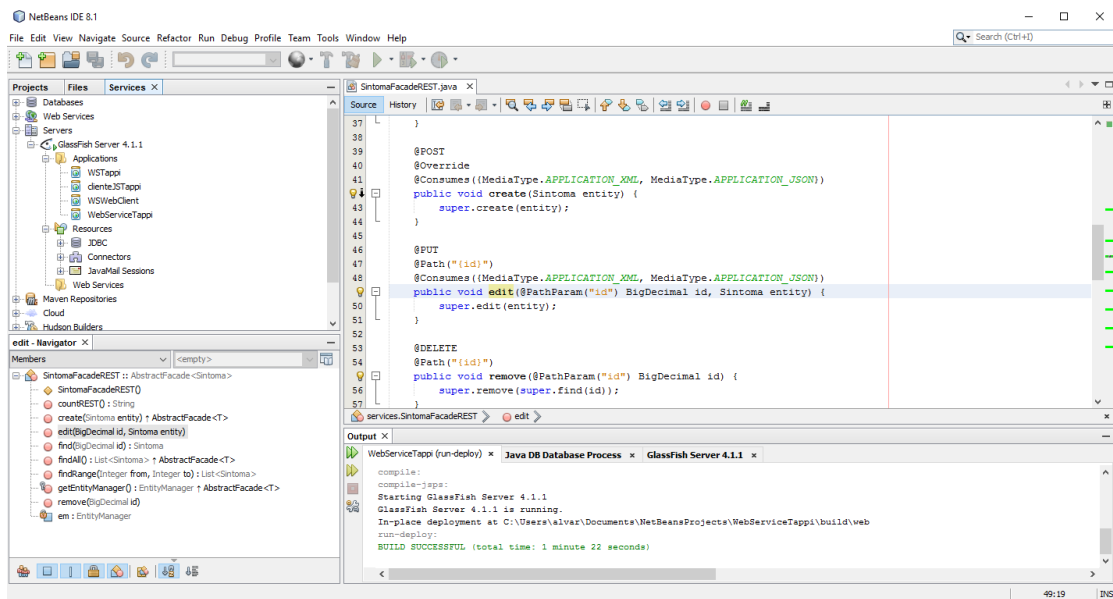 NetBeans IDE 8.1
File Edit View Navigate Source Refactor Run Debug Profile Team Tools Window Help
Search (Ctrl+I)
Projects Files Services
Databases
Web Services
Servers
GlassFish Server 4.1.1
Applications
WSTappi
clienteJSTappi
WSWebClient
WebServiceTappi
Resources
JDBC
Connectors
JavaMail Sessions
Web Services
Maven Repositories
Cloud
Hudson Builders
edit - Navigator
Members <empty>
SintomaFacadeREST :: AbstractFacade<Sintoma>
SintomaFacadeREST()
countREST() : String
create(Sintoma entity) ↑ AbstractFacade<T>
edit(BigDecimal id, Sintoma entity)
find(BigDecimal id) : Sintoma
findAll() : List<Sintoma> ↑ AbstractFacade<T>
findRange(Integer from, Integer to) : List<Sintoma>
getEntityManager() : EntityManager ↑ AbstractFacade<T>
remove(BigDecimal id)
em : EntityManager
SintomaFacadeREST.java
Source History
37 }
38
39 @POST
40 @Override
41 @Consumes({MediaType.APPLICATION_XML, MediaType.APPLICATION_JSON})
public void create(Sintoma entity) {
43 super.create(entity);
44 }
45
46 @PUT
47 @Path("{id}")
48 @Consumes({MediaType.APPLICATION_XML, MediaType.APPLICATION_JSON})
public void edit(@PathParam("id") BigDecimal id, Sintoma entity) {
50 super.edit(entity);
51 }
52
53 @DELETE
54 @Path("{id}")
public void remove(@PathParam("id") BigDecimal id) {
56 super.remove(super.find(id));
57 }
services.SintomaFacadeREST edit
Output
WebServiceTappi (run-deploy) Java DB Database Process GlassFish Server 4.1.1
compile:
compile-jsps:
Starting GlassFish Server 4.1.1
GlassFish Server 4.1.1 is running.
In-place deployment at C:\Users\alvar\Documents\NetBeansProjects\WebServiceTappi\build\web
run-deploy:
BUILD SUCCESSFUL (total time: 1 minute 22 seconds)
49:19 INS